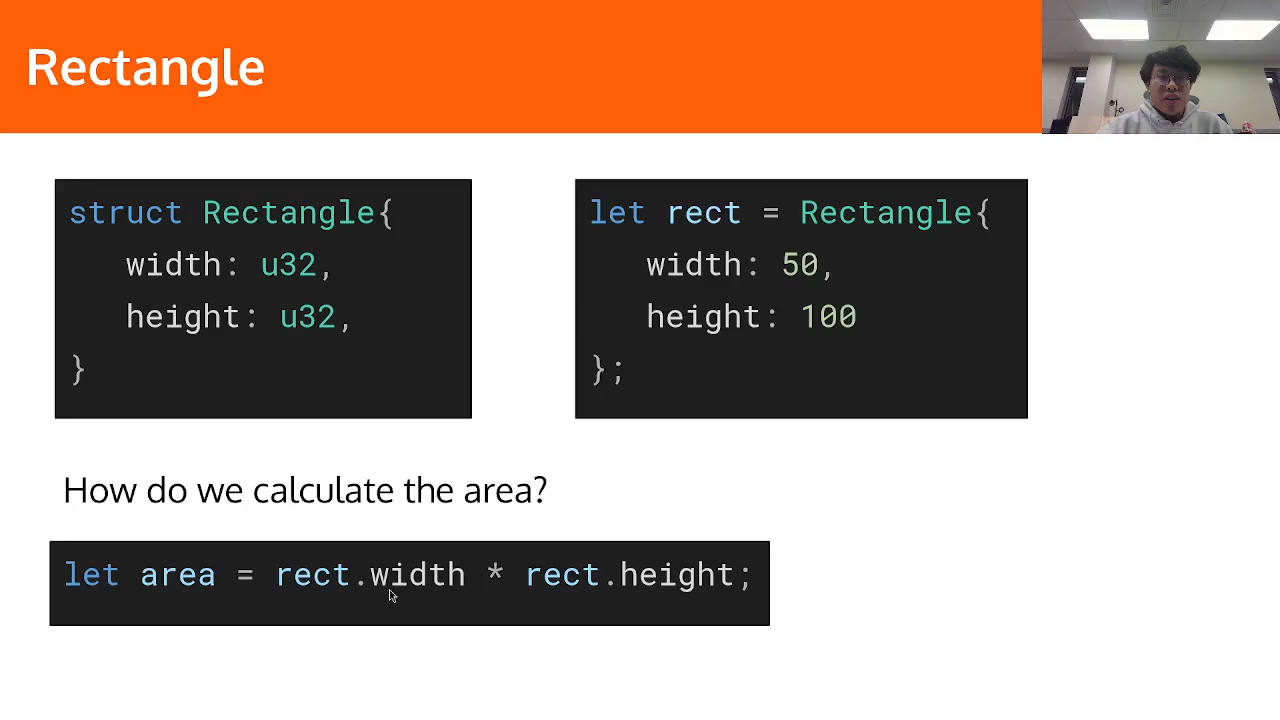 Rectangle
struct Rectangle{
width: u32,
height: u32,
}
let rect = Rectangle{
width: 50,
height: 100
};
How do we calculate the area?
let area = rect.width * rect.height;